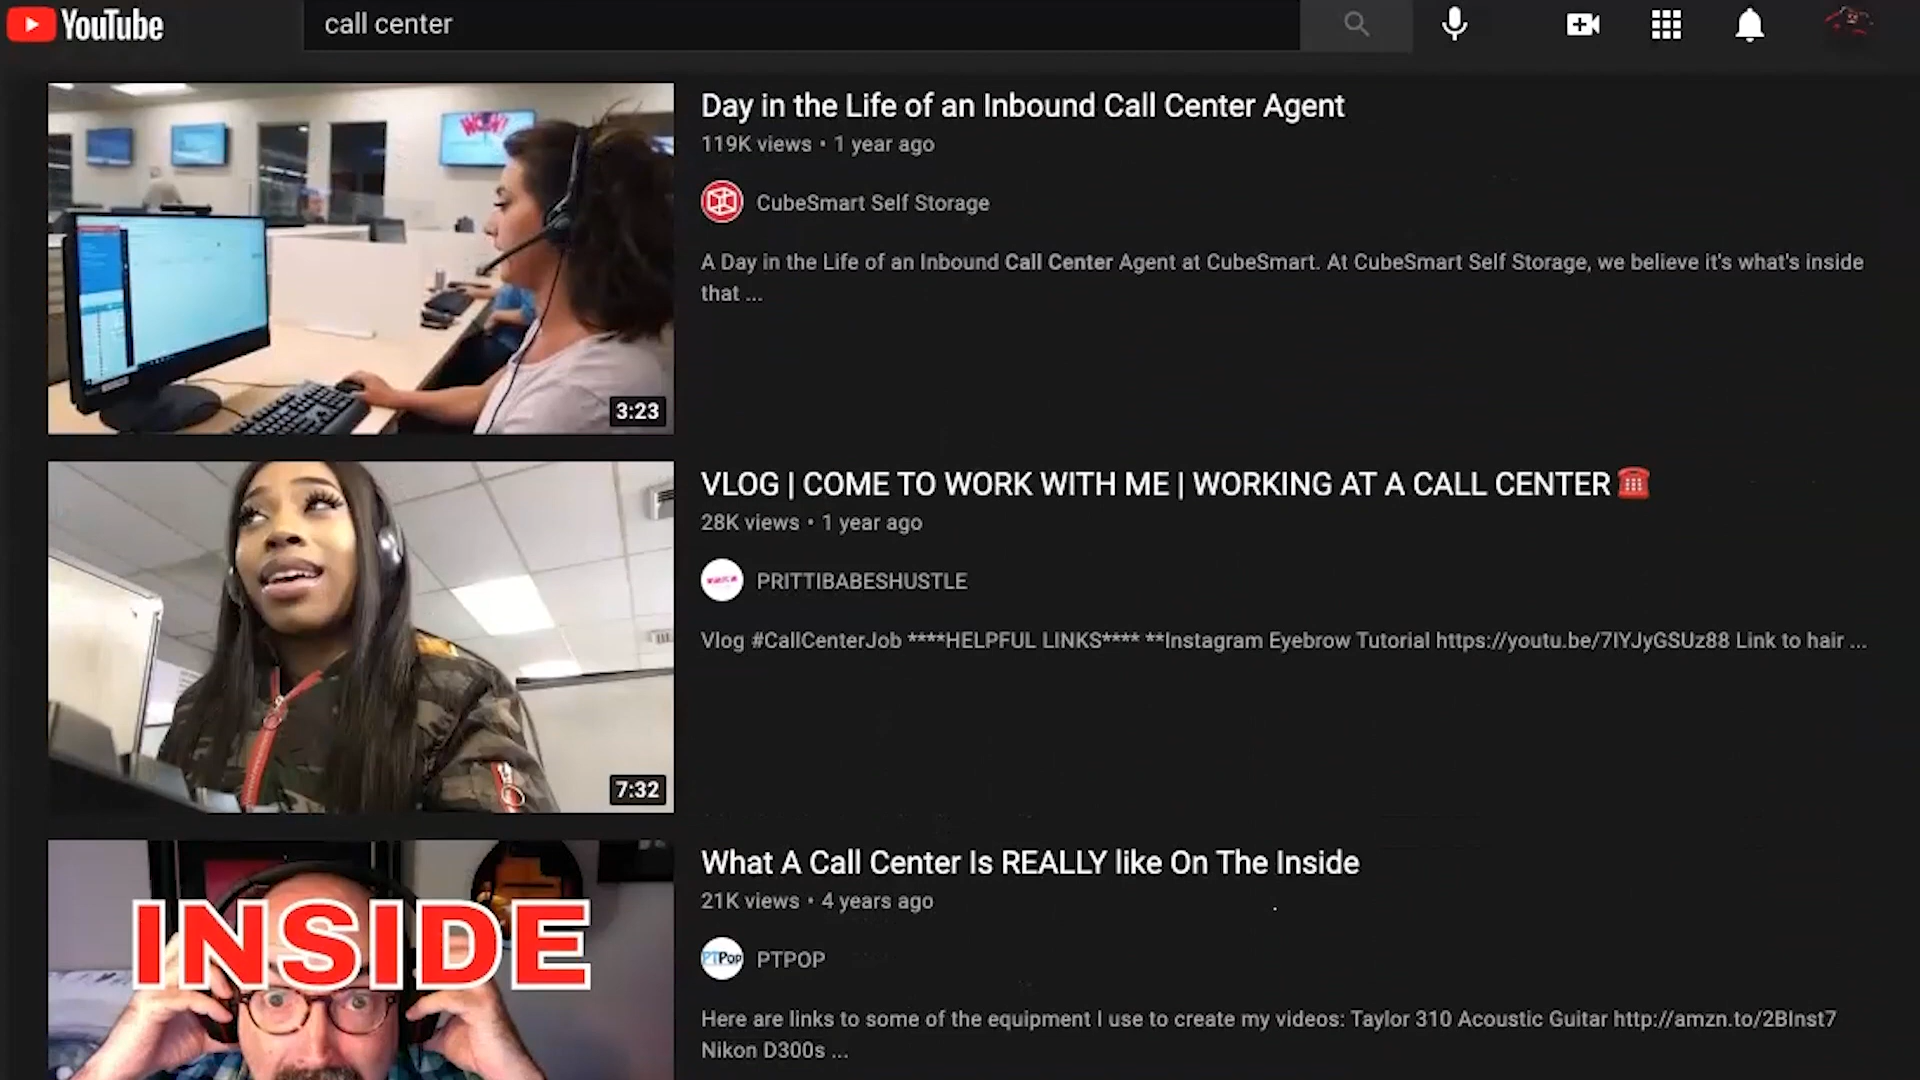 YouTube
call center
WOW!
Day in the Life of an Inbound Call Center Agent
119K views • 1 year ago
CubeSmart Self Storage
A Day in the Life of an Inbound Call Center Agent at CubeSmart. At CubeSmart Self Storage, we believe it's what's inside
that ...
3:23
VLOG | COME TO WORK WITH ME | WORKING AT A CALL CENTER☎️
28K views • 1 year ago
PRITTIBABESHUSTLE
Vlog #CallCenterJob ****HELPFUL LINKS**** **Instagram Eyebrow Tutorial https://youtu.be/7IYJyGSUz88 Link to hair ...
7:32
What A Call Center Is REALLY like On The Inside
21K views • 4 years ago
PTPop
PTPOP
Here are links to some of the equipment I use to create my videos: Taylor 310 Acoustic Guitar http://amzn.to/2BInst7
Nikon D300s ...
INSIDE